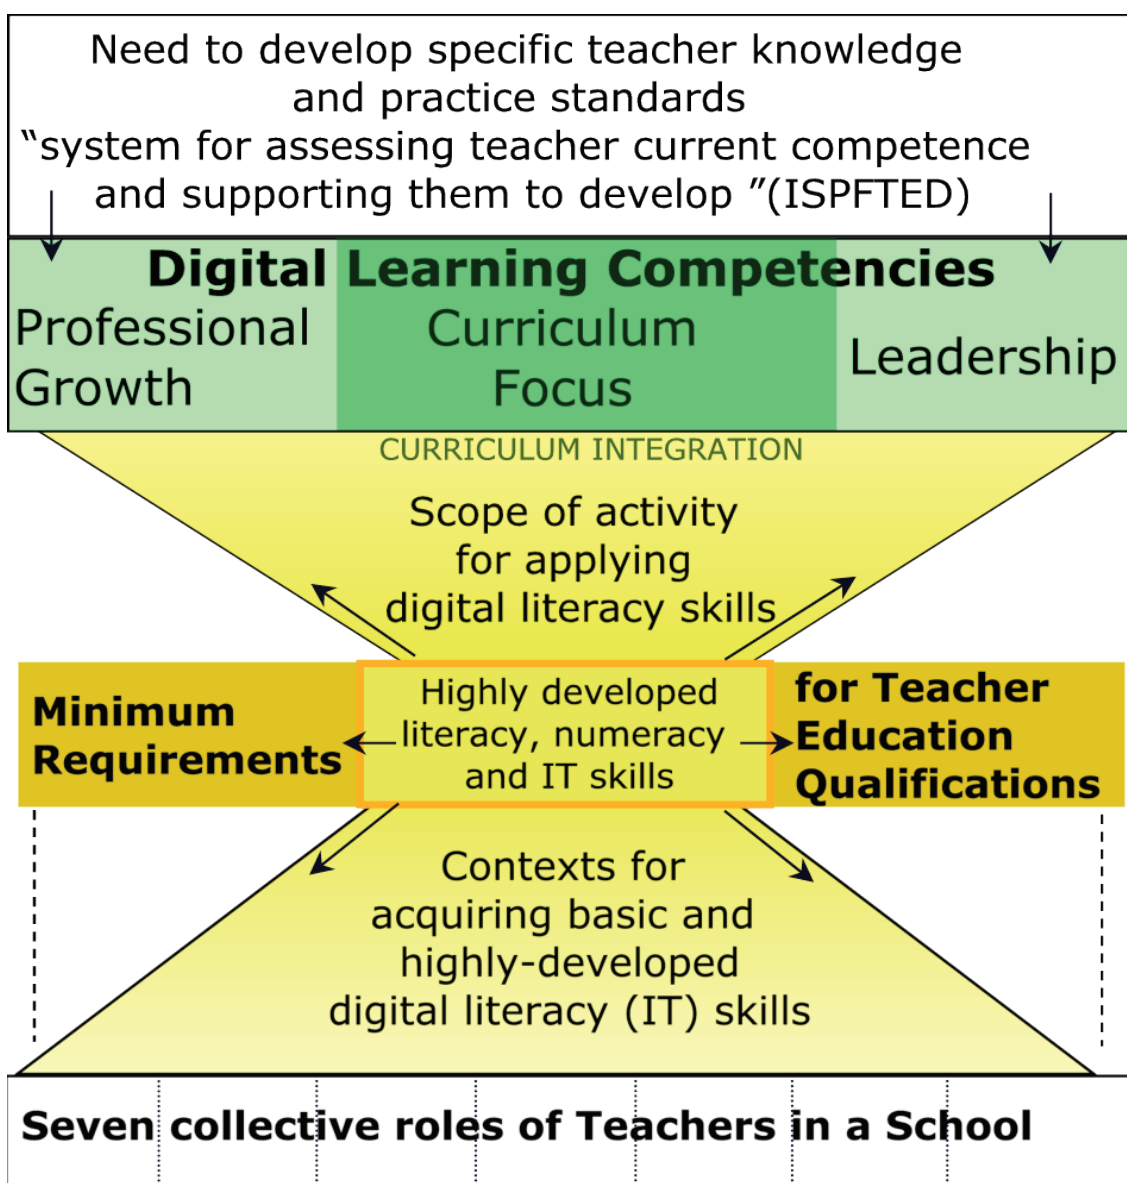 Need to develop specific teacher knowledge
and practice standards
“system for assessing teacher current competence
and supporting them to develop ”(ISPFTED)
Digital Learning Competencies
Professional
Growth
Curriculum
Focus
Leadership
CURRICULUM INTEGRATION
Scope of activity
for applying
digital literacy skills
Minimum
Requirements
Highly developed
literacy, numeracy
and IT skills
for Teacher
Education
Qualifications
Contexts for
acquiring basic and
highly-developed
digital literacy (IT) skills
Seven collective roles of Teachers in a School